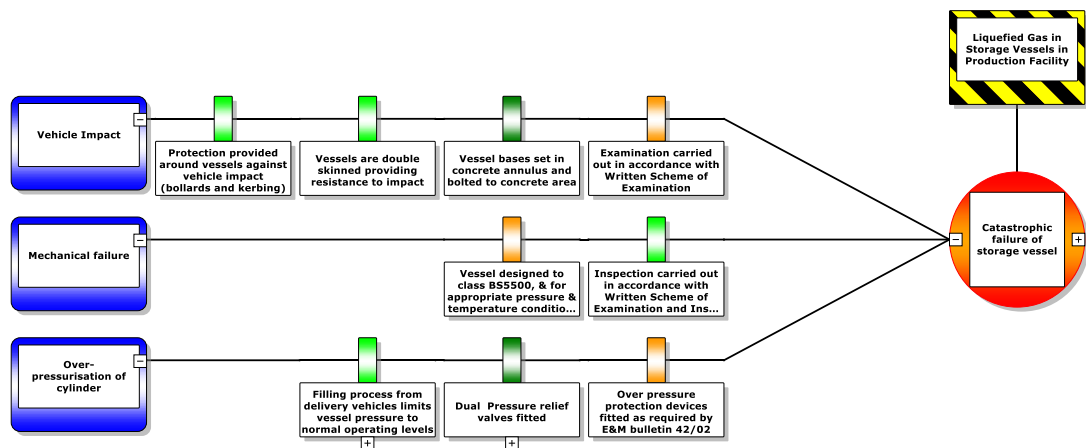 Liquefied Gas in
Storage Vessels in
Production Facility
Vehicle Impact
Protection provided
around vessels against
vehicle impact
(bollards and kerbing)
Vessels are double
skinned providing
resistance to impact
Vessel bases set in
concrete annulus and
bolted to concrete area
Examination carried
out in accordance with
Written Scheme of
Examination
Mechanical failure
Vessel designed to
class BS5500, & for
appropriate pressure &
temperature conditio...
Inspection carried out
in accordance with
Written Scheme of
Examination and Ins...
Catastrophic
failure of
storage vessel
Over-
pressurisation of
cylinder
Filling process from
delivery vehicles limits
vessel pressure to
normal operating levels
Dual Pressure relief
valves fitted
Over pressure
protection devices
fitted as required by
E&M bulletin 42/02